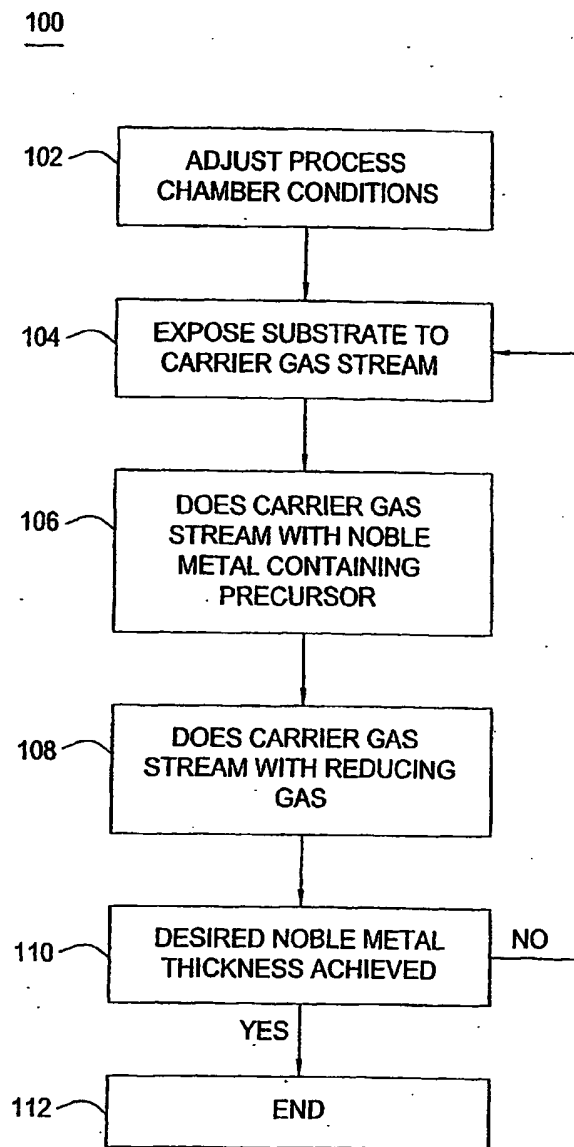 100
102
ADJUST PROCESS
CHAMBER CONDITIONS
104
EXPOSE SUBSTRATE TO
CARRIER GAS STREAM
106
DOES CARRIER GAS
STREAM WITH NOBLE
METAL CONTAINING
PRECURSOR
108
DOES CARRIER GAS
STREAM WITH REDUCING
GAS
110
DESIRED NOBLE METAL
THICKNESS ACHIEVED
NO
YES
112
END